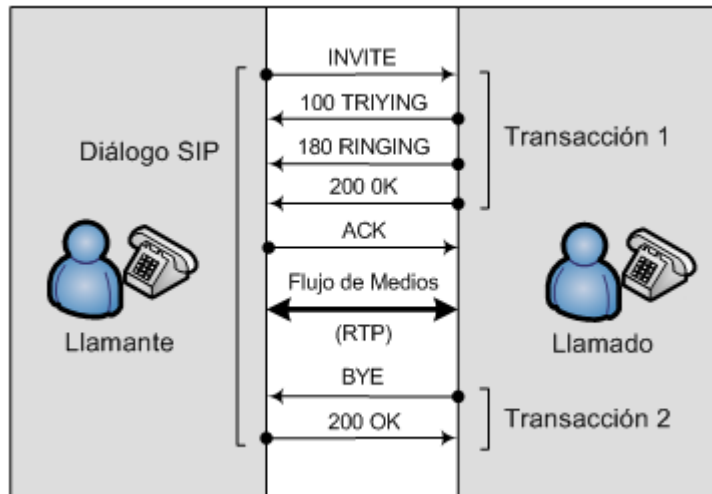 INVITE
100 TRIYING
180 RINGING
200 0K
ACK
Flujo de Medios
(RTP)
BYE
200 OK
Diálogo SIP
Llamante
Transacción 1
Llamado
Transacción 2